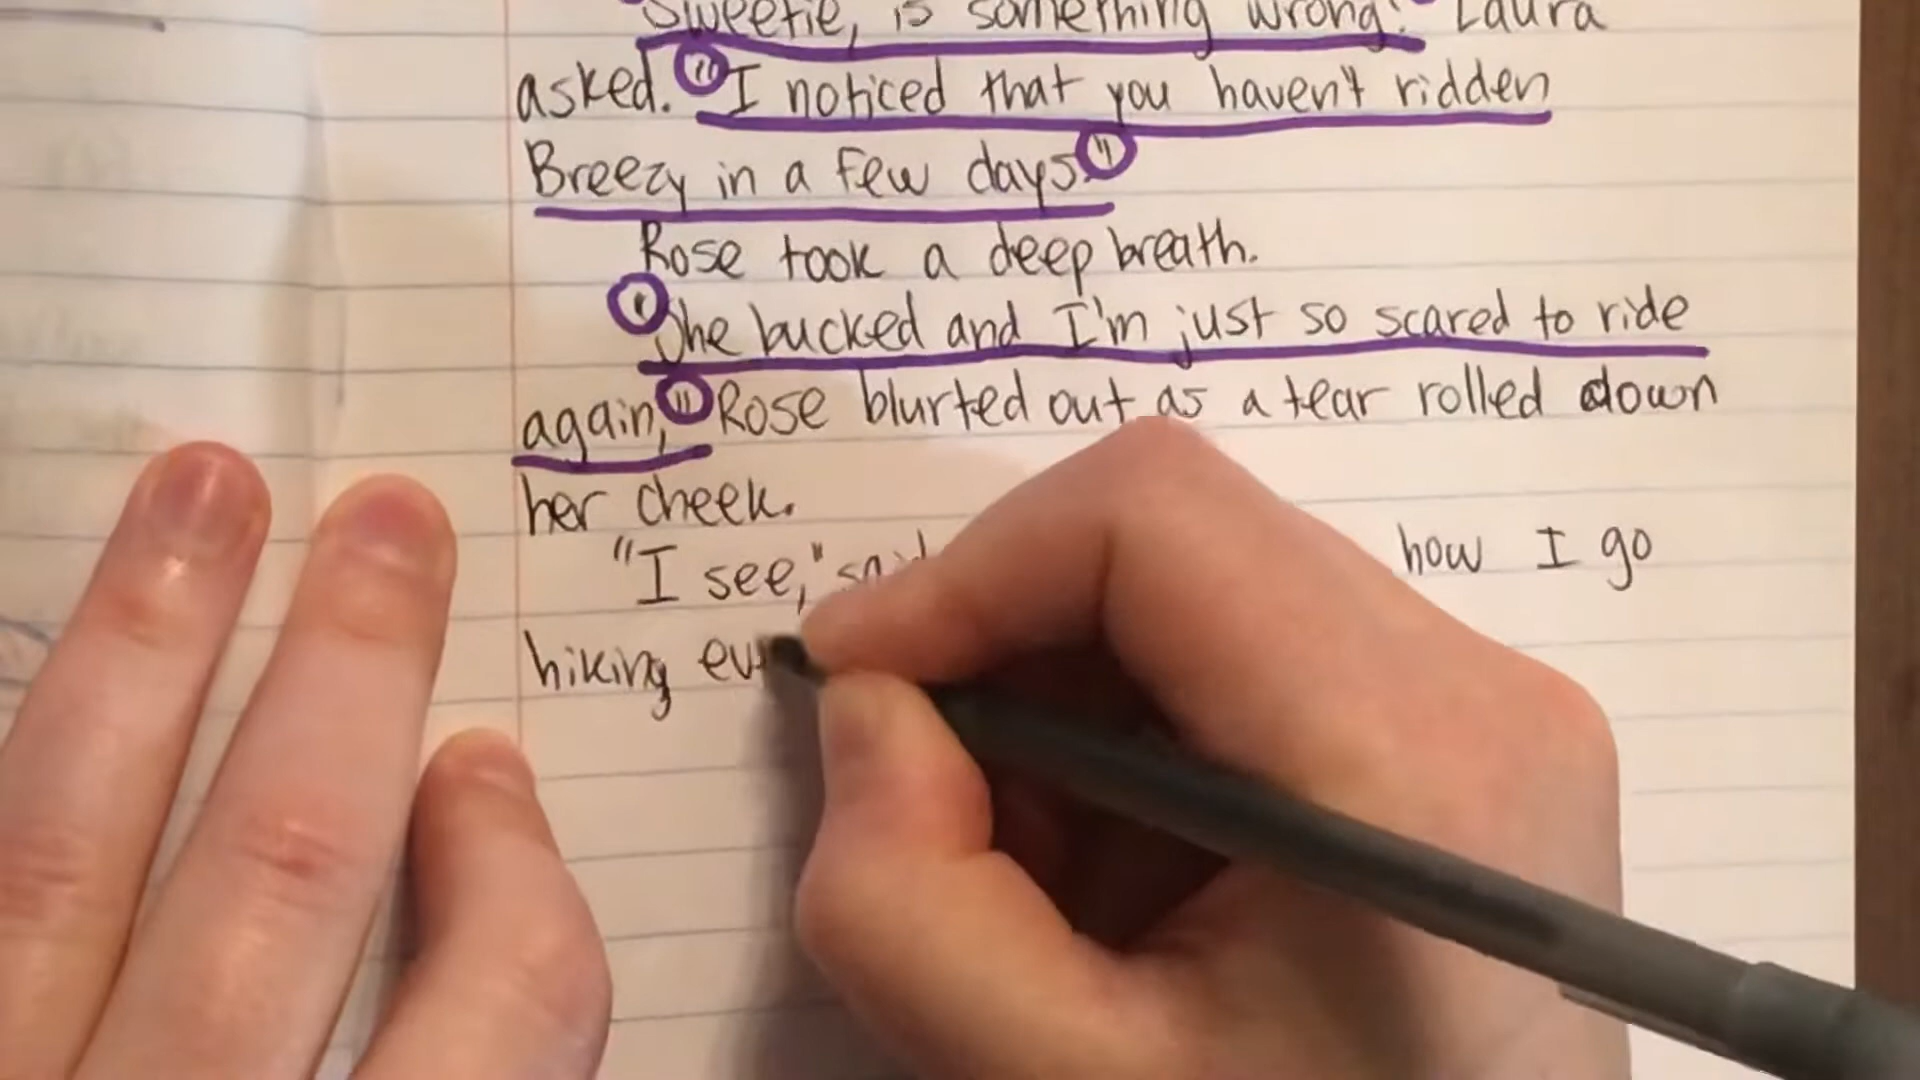 Sweetie, is something wrong?" Laura
asked. "I noticed that you haven't ridden
Breezy in a few days."
Rose took a deep breath.
"She bucked and I'm just so scared to ride
again," Rose blurted out as a tear rolled down
her cheek.
"I see," said how I go
hiking